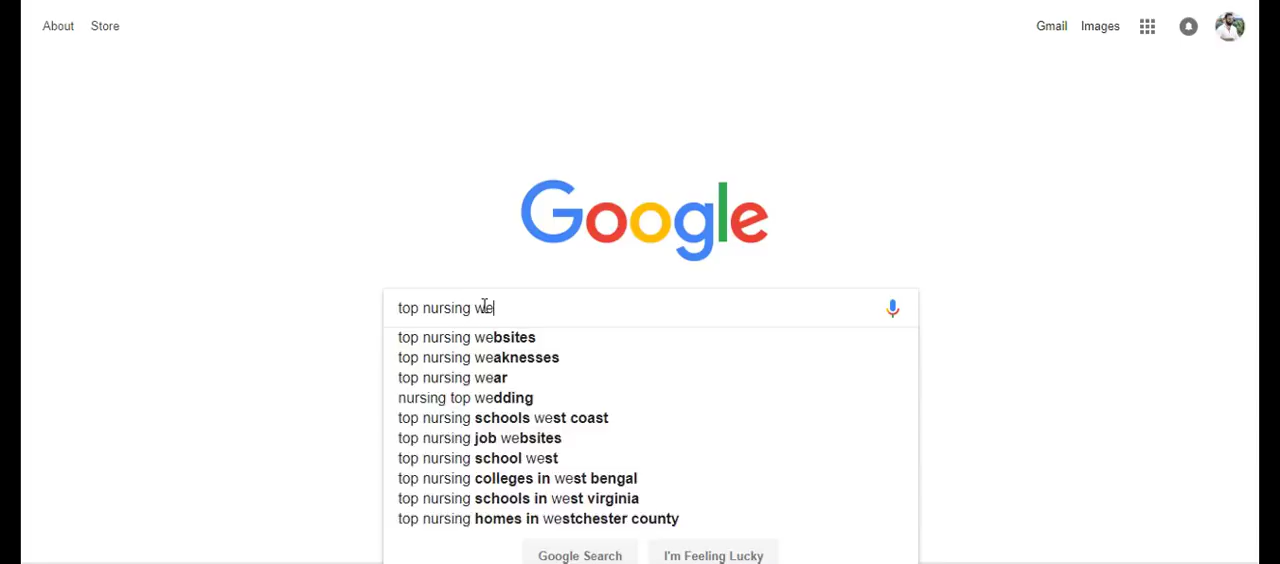 About Store Gmail Images
Google
top nursing we
top nursing websites
top nursing weaknesses
top nursing wear
nursing top wedding
top nursing schools west coast
top nursing job websites
top nursing school west
top nursing colleges in west bengal
top nursing schools in west virginia
top nursing homes in westchester county
Google Search I'm Feeling Lucky